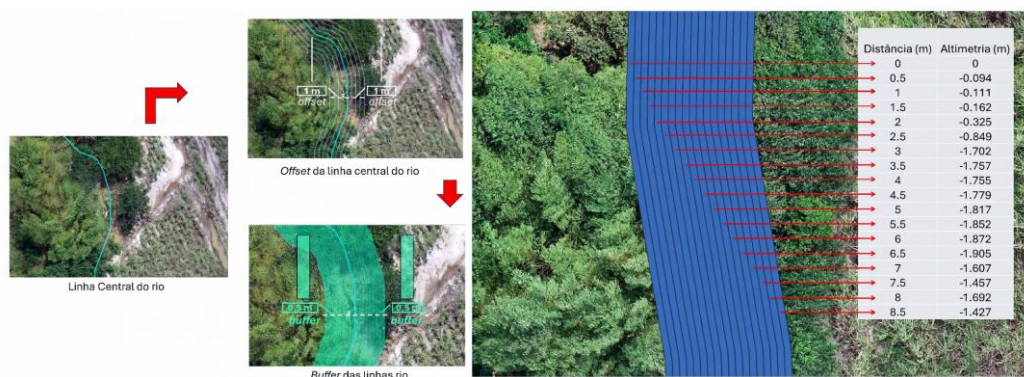 1 m
offset
1 m
offset
Offset da linha central do rio
Linha Central do rio
0.5 m
buffer
0.5 m
buffer
Buffer das linhas rio
Distância (m) Altimetria (m)
0 0
0.5 -0.094
1 -0.111
1.5 -0.162
2 -0.325
2.5 -0.849
3 -1.702
3.5 -1.757
4 -1.755
4.5 -1.779
5 -1.817
5.5 -1.852
6 -1.872
6.5 -1.905
7 -1.607
7.5 -1.457
8 -1.692
8.5 -1.427